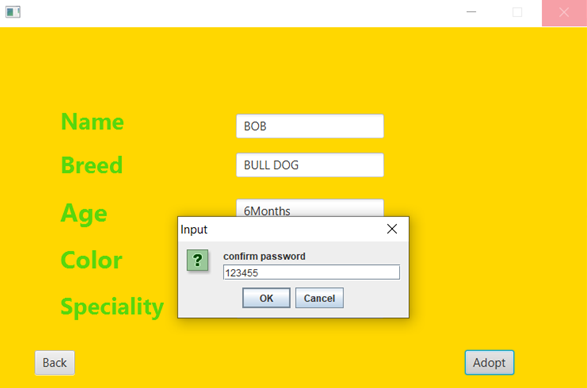 Name BOB
Breed BULL DOG
Age 6Months
Input
Color
? confirm password
123455
OK Cancel
Speciality
Back Adopt